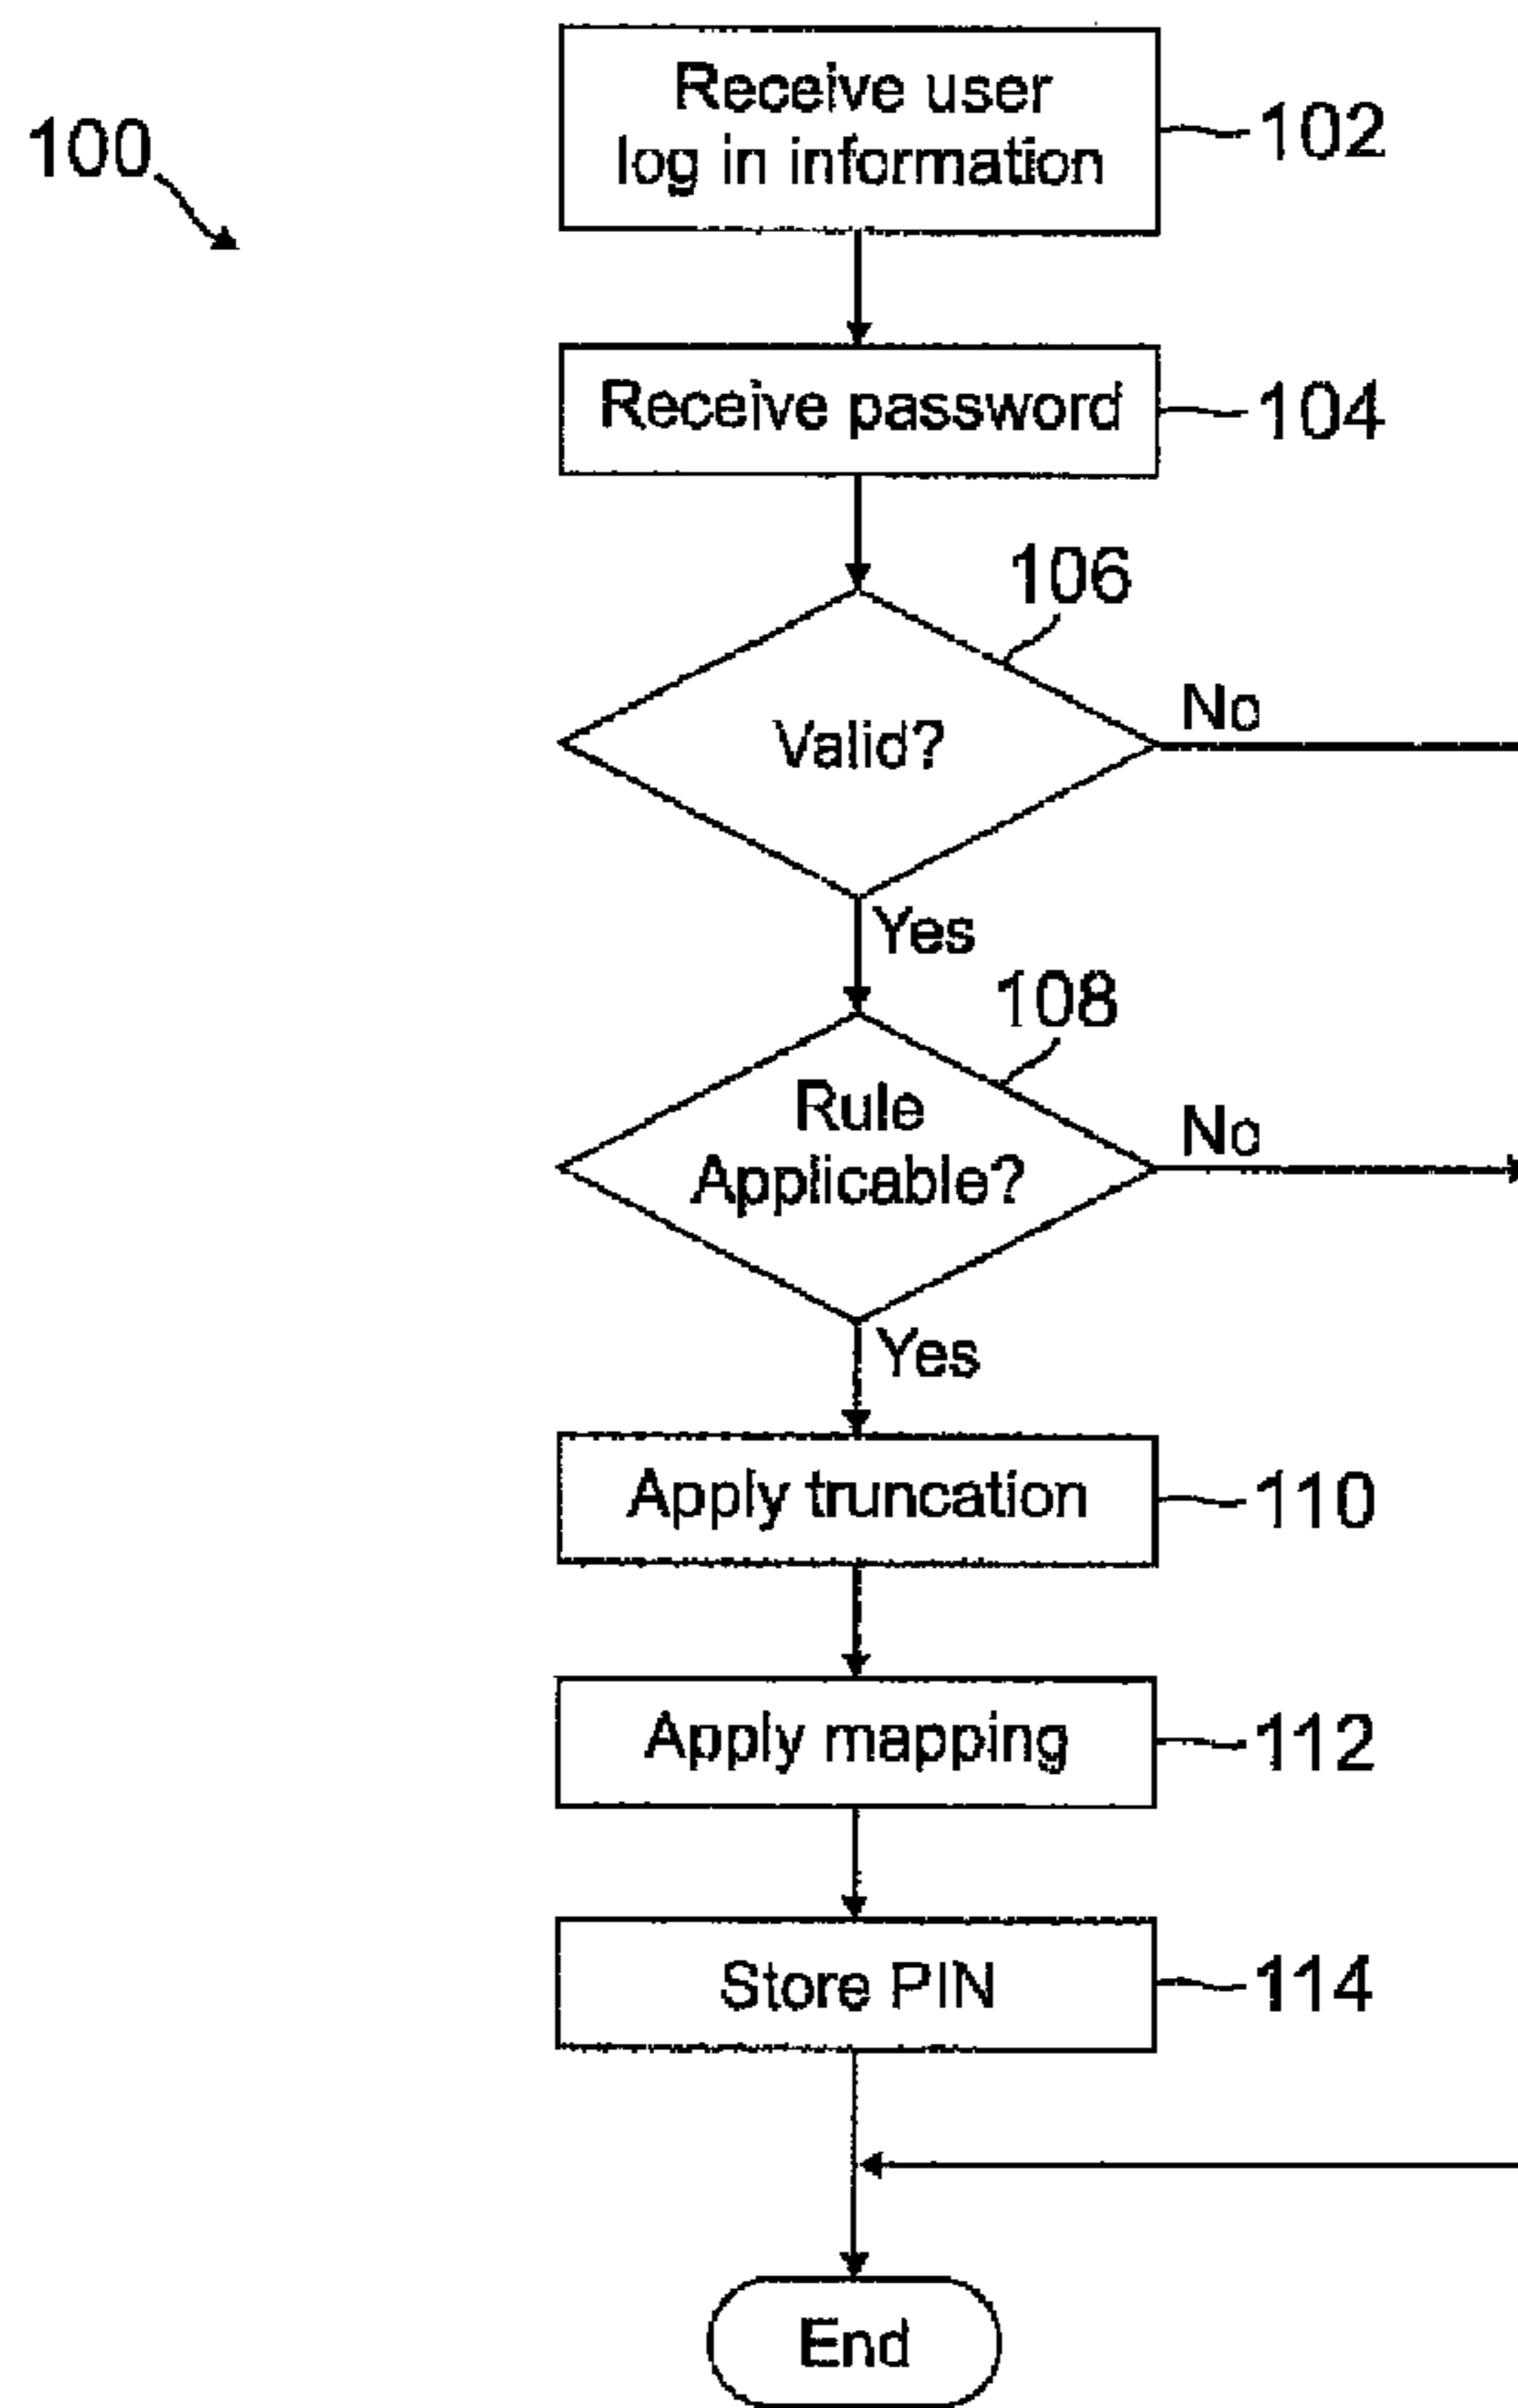 100
Receive user
log in information
102
Receive password
104
106
Valid?
No
Yes
108
Rule
Applicable?
No
Yes
Apply truncation
110
Apply mapping
112
Store PIN
114
End